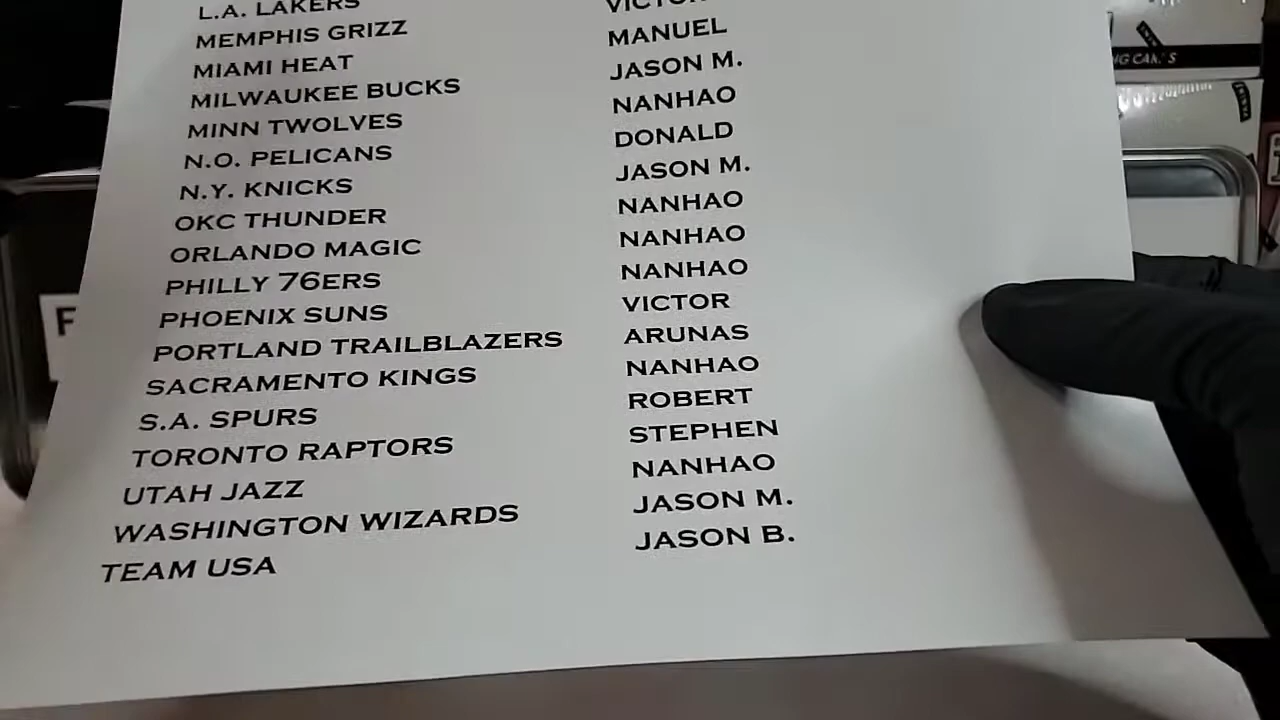 L.A. LAKERS
MEMPHIS GRIZZ VICTOR
MIAMI HEAT MANUEL
MILWAUKEE BUCKS JASON M.
MINN TWOLVES NANHAO
N.O. PELICANS DONALD
N.Y. KNICKS JASON M.
OKC THUNDER NANHAO
ORLANDO MAGIC NANHAO
PHILLY 76ERS NANHAO
PHOENIX SUNS VICTOR
PORTLAND TRAILBLAZERS ARUNAS
SACRAMENTO KINGS NANHAO
S.A. SPURS ROBERT
TORONTO RAPTORS STEPHEN
UTAH JAZZ NANHAO
WASHINGTON WIZARDS JASON M.
TEAM USA JASON B.